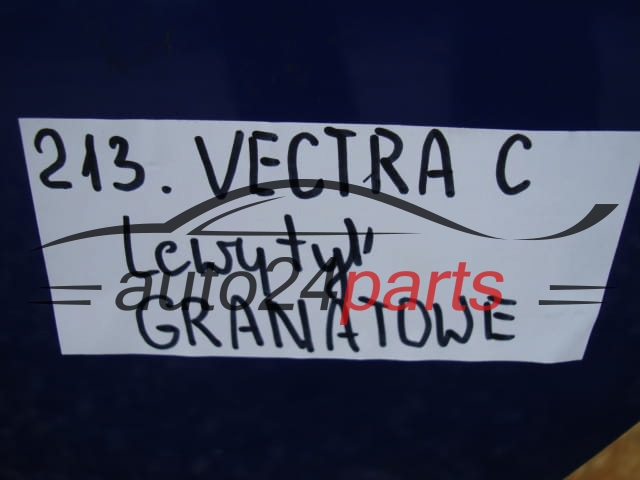 213. VECTRA C
Lewy tył
auto24parts
GRANATOWE